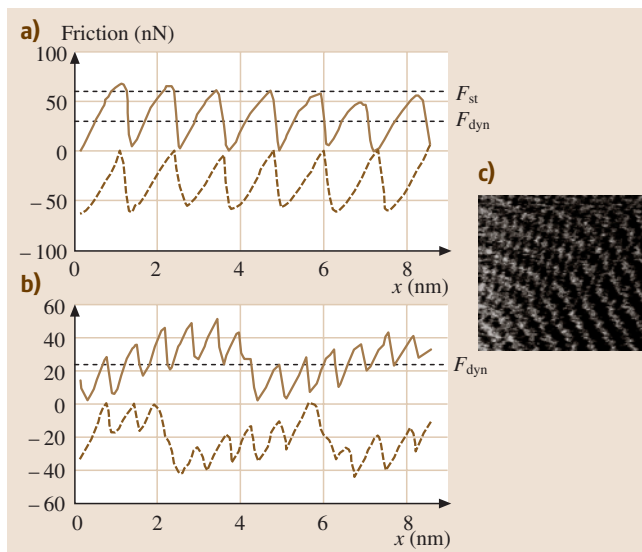 a)
Friction (nN)
100
50
0
– 50
– 100
F st
F dyn
0 2 4 6 8
x (nm)
c)
b)
60
40
20
0
– 20
– 40
– 60
F dyn
0 2 4 6 8
x (nm)